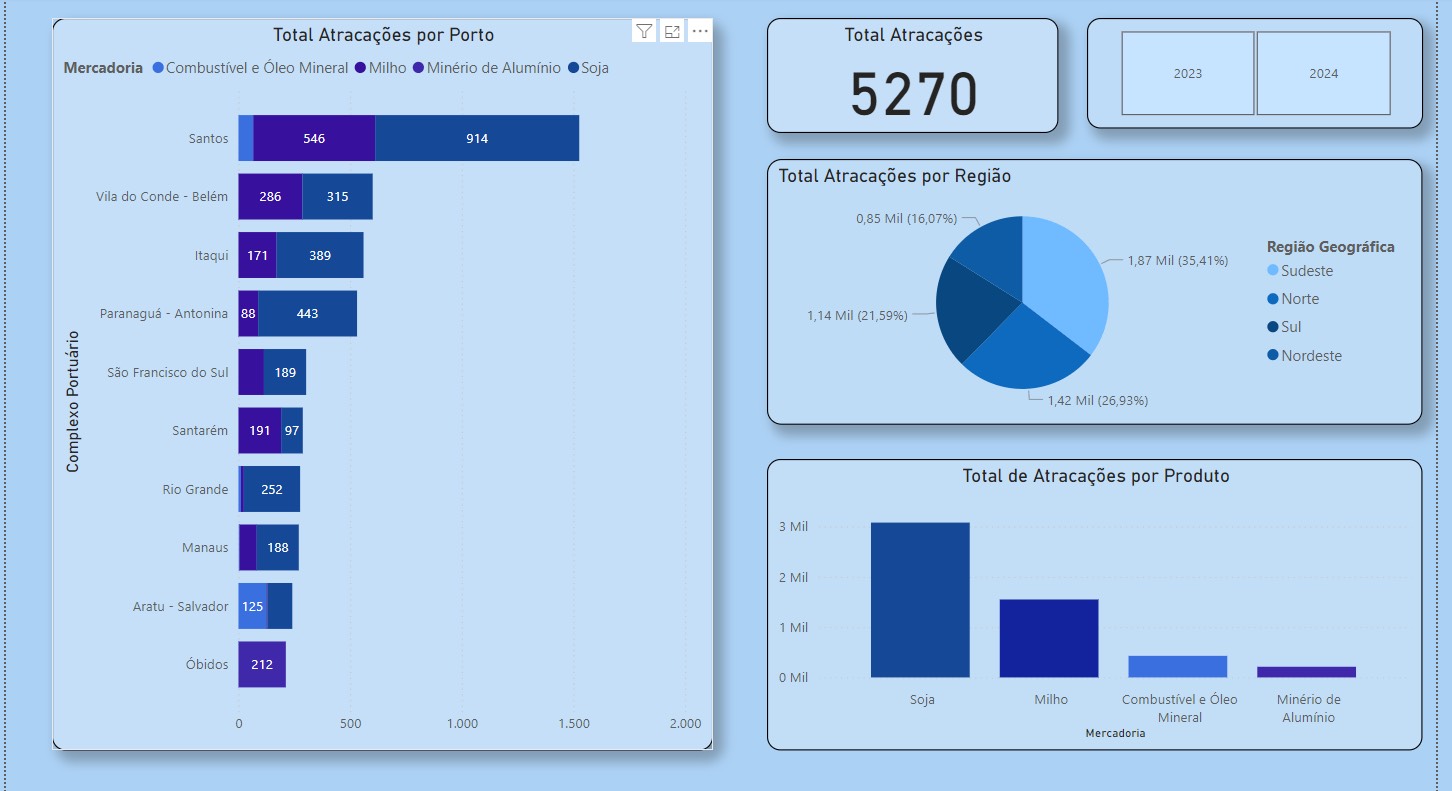 Total Atracações por Porto
Mercadoria Combustível e Óleo Mineral Milho Minério de Alumínio Soja
Complexo Portuário
Santos 546 914
Vila do Conde - Belém 286 315
Itaqui 171 389
Paranaguá - Antonina 88 443
São Francisco do Sul 189
Santarém 191 97
Rio Grande 252
Manaus 188
Aratu - Salvador 125
Óbidos 212
0 500 1.000 1.500 2.000
Total Atracações
5270
2023 2024
Total Atracações por Região
0,85 Mil (16,07%)
1,87 Mil (35,41%)
1,14 Mil (21,59%)
1,42 Mil (26,93%)
Região Geográfica
Sudeste
Norte
Sul
Nordeste
Total de Atracações por Produto
3 Mil
2 Mil
1 Mil
0 Mil
Soja Milho Combustível e Óleo Minério de
Mineral Alumínio
Mercadoria